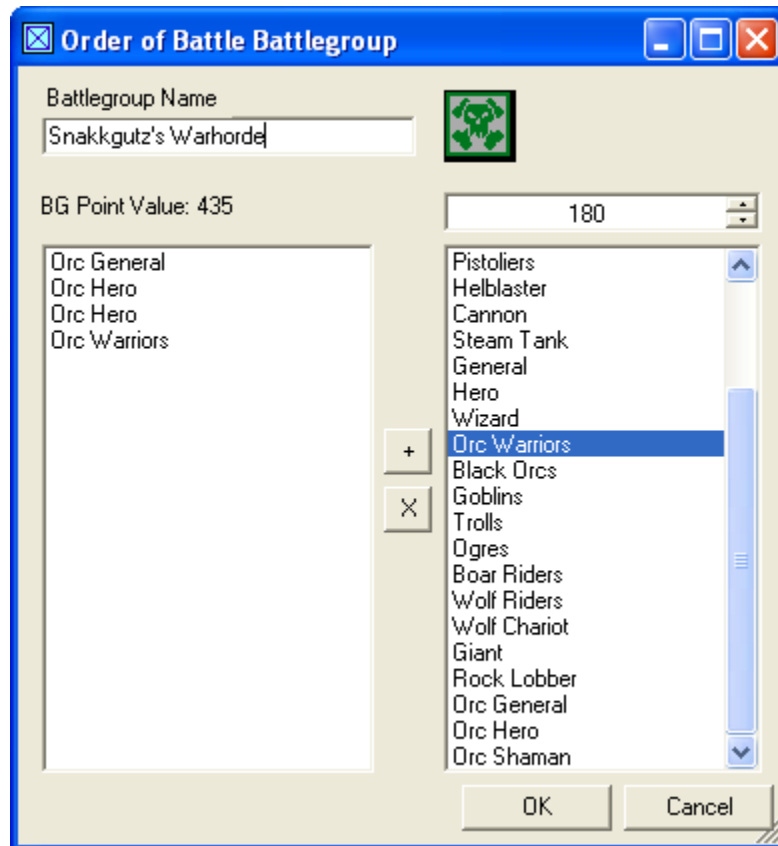 Order of Battle Battlegroup
Battlegroup Name
Snakkgutz's Warhorde
BG Point Value: 435
180
Orc General
Orc Hero
Orc Hero
Orc Warriors
+
X
Pistoliers
Helblaster
Cannon
Steam Tank
General
Hero
Wizard
Orc Warriors
Black Orcs
Goblins
Trolls
Ogres
Boar Riders
Wolf Riders
Wolf Chariot
Giant
Rock Lobber
Orc General
Orc Hero
Orc Shaman
OK
Cancel